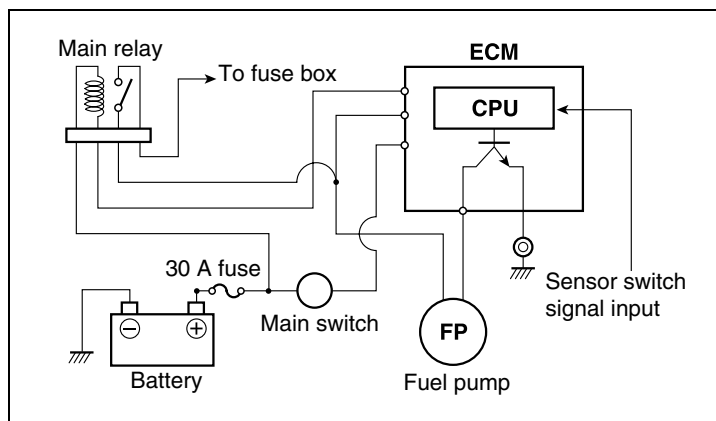 Main relay
To fuse box
ECM
CPU
30 A fuse
Main switch
Sensor switch
signal input
FP
Fuel pump
− +
Battery